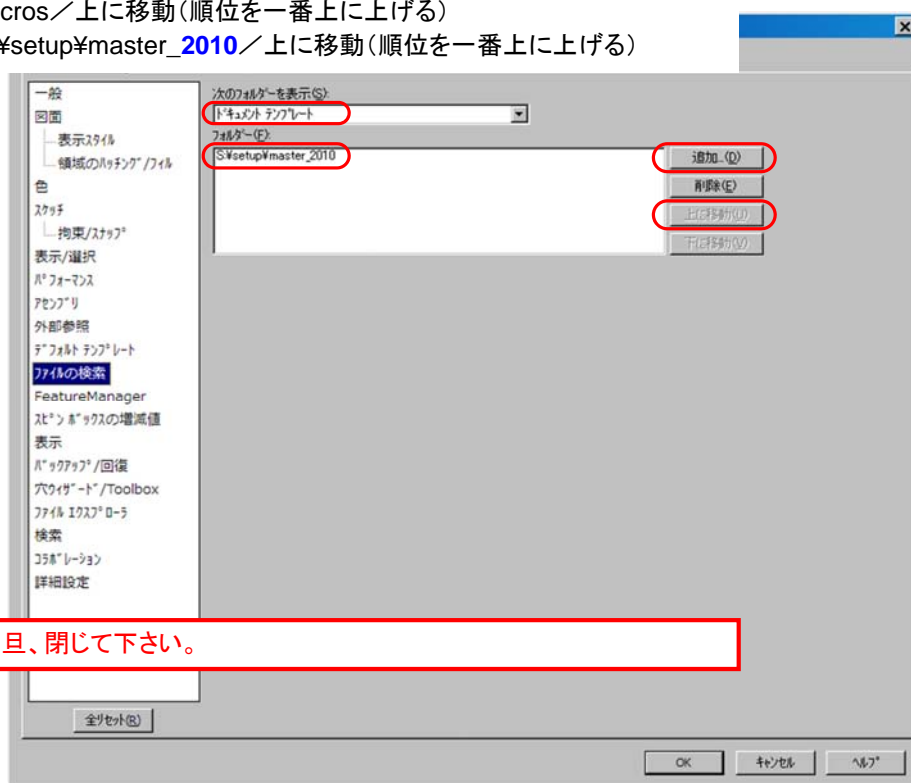 cros／上に移動（順位を一番上に上げる）
¥setup¥master_2010／上に移動（順位を一番上に上げる）
一般
図面
表示ｽﾀｲﾙ
領域のﾊｯﾁﾝｸﾞ/ﾌｨﾙ
色
ｽｹｯﾁ
拘束/ｽﾅｯﾌﾟ
表示/選択
ﾊﾟﾌｫｰﾏﾝｽ
ｱｾﾝﾌﾞﾘ
外部参照
ﾃﾞﾌｫﾙﾄ ﾃﾝﾌﾟﾚｰﾄ
ﾌｧｲﾙの検索
FeatureManager
ｽﾋﾟﾝ ﾎﾞｯｸｽの増減値
表示
ﾊﾞｯｸｱｯﾌﾟ/回復
穴ｳｨｻﾞｰﾄﾞ/Toolbox
ﾌｧｲﾙ ｴｸｽﾌﾟﾛｰﾗ
検索
ｺﾗﾎﾞﾚｰｼｮﾝ
詳細設定
次のﾌｫﾙﾀﾞｰを表示(S):
ﾄﾞｷｭﾒﾝﾄ ﾃﾝﾌﾟﾚｰﾄ
ﾌｫﾙﾀﾞｰ(F):
S:¥setup¥master_2010
追加...(D)
削除(E)
上に移動(U)
下に移動(V)
旦、閉じて下さい。
全ﾘｾｯﾄ(R)
OK
ｷｬﾝｾﾙ
ﾍﾙﾌﾟ